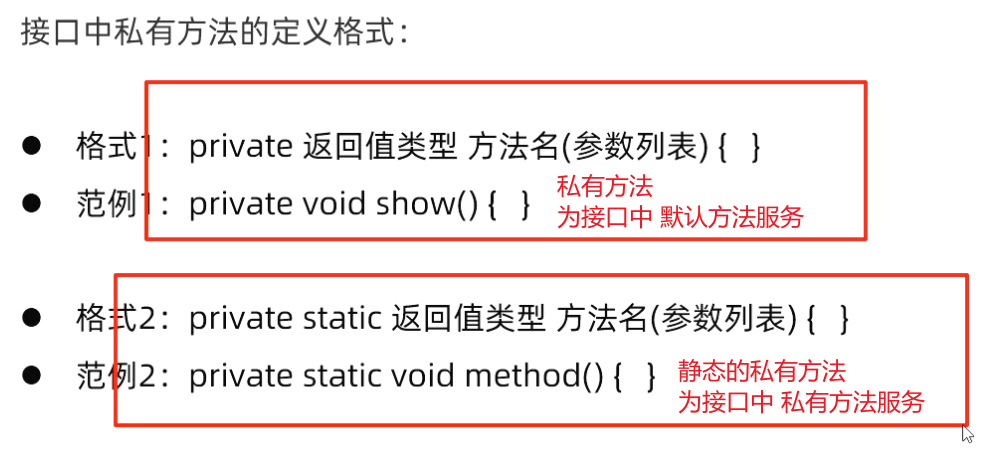 接口中私有方法的定义格式：
● 格式1：private 返回值类型 方法名(参数列表) {   }
● 范例1：private void show() {   }
私有方法
为接口中 默认方法服务
● 格式2：private static 返回值类型 方法名(参数列表) {   }
● 范例2：private static void method() {   }
静态的私有方法
为接口中 私有方法服务